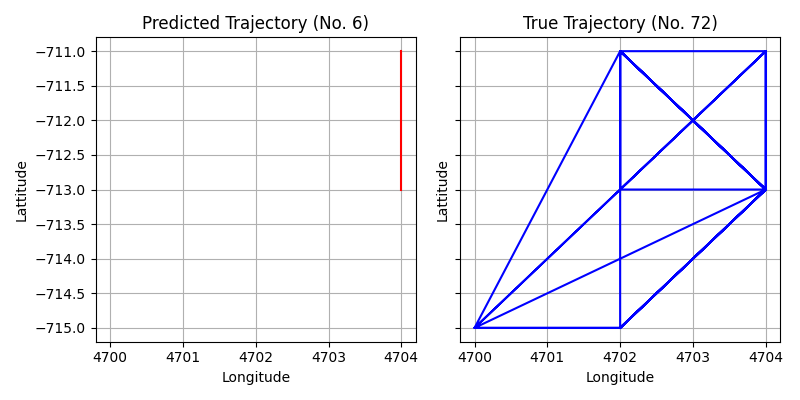 Predicted Trajectory (No. 6)
True Trajectory (No. 72)
Lattitude
−711.0
−711.5
−712.0
−712.5
−713.0
−713.5
−714.0
−714.5
−715.0
4700 4701 4702 4703 4704
Longitude
Lattitude
4700 4701 4702 4703 4704
Longitude